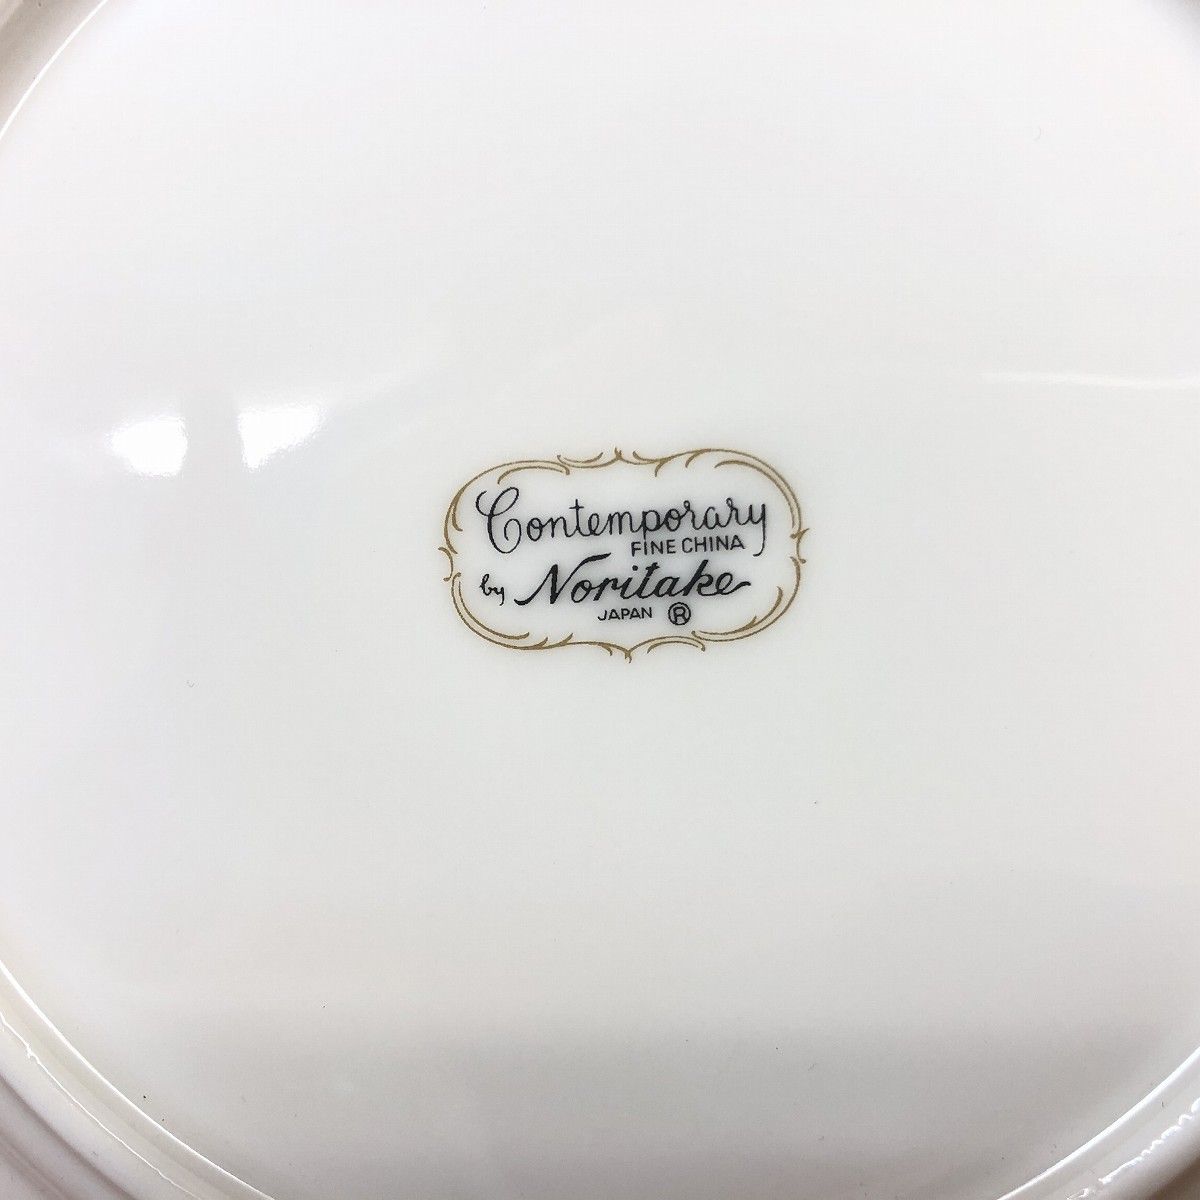 Contemporary
FINE CHINA
by Noritake
JAPAN ®